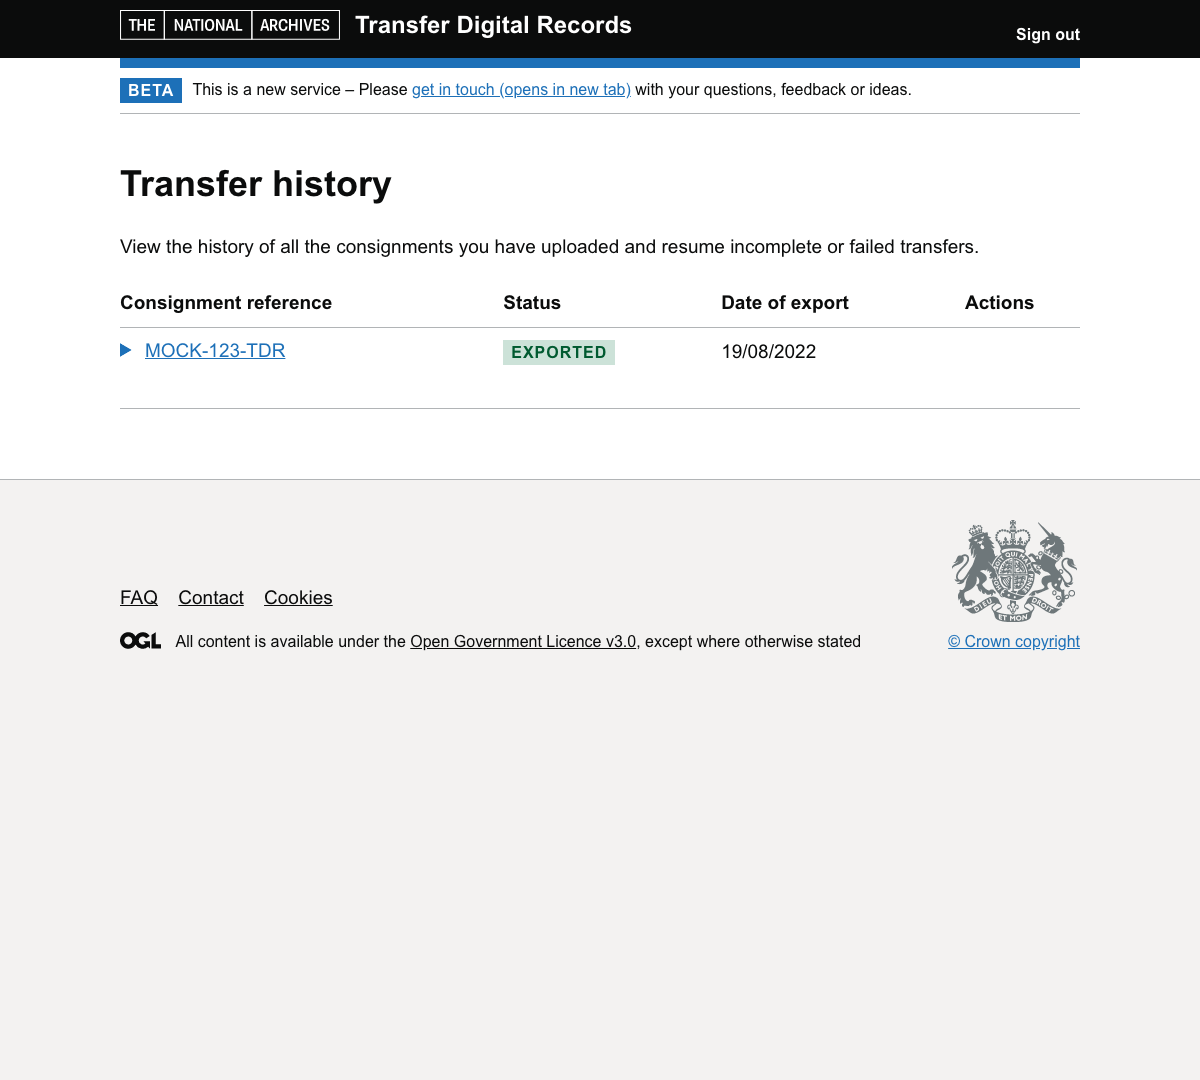 THE NATIONAL ARCHIVES Transfer Digital Records
Sign out
BETA This is a new service – Please get in touch (opens in new tab) with your questions, feedback or ideas.
Transfer history
View the history of all the consignments you have uploaded and resume incomplete or failed transfers.
Consignment reference Status Date of export Actions
MOCK-123-TDR EXPORTED 19/08/2022
FAQ Contact Cookies
DIEU ET MON DROIT
OGL All content is available under the Open Government Licence v3.0, except where otherwise stated
© Crown copyright